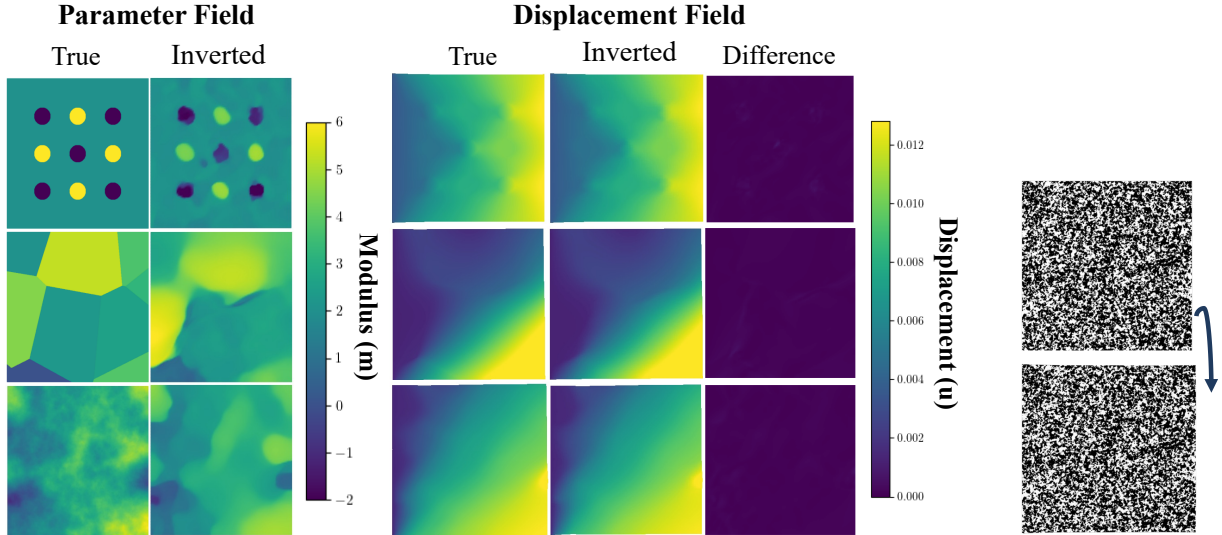 Parameter Field
Displacement Field
True
Inverted
True
Inverted
Difference
6
5
4
3
2
1
0
−1
−2
Modulus (m)
0.012
0.010
0.008
0.006
0.004
0.002
0.000
Displacement (u)